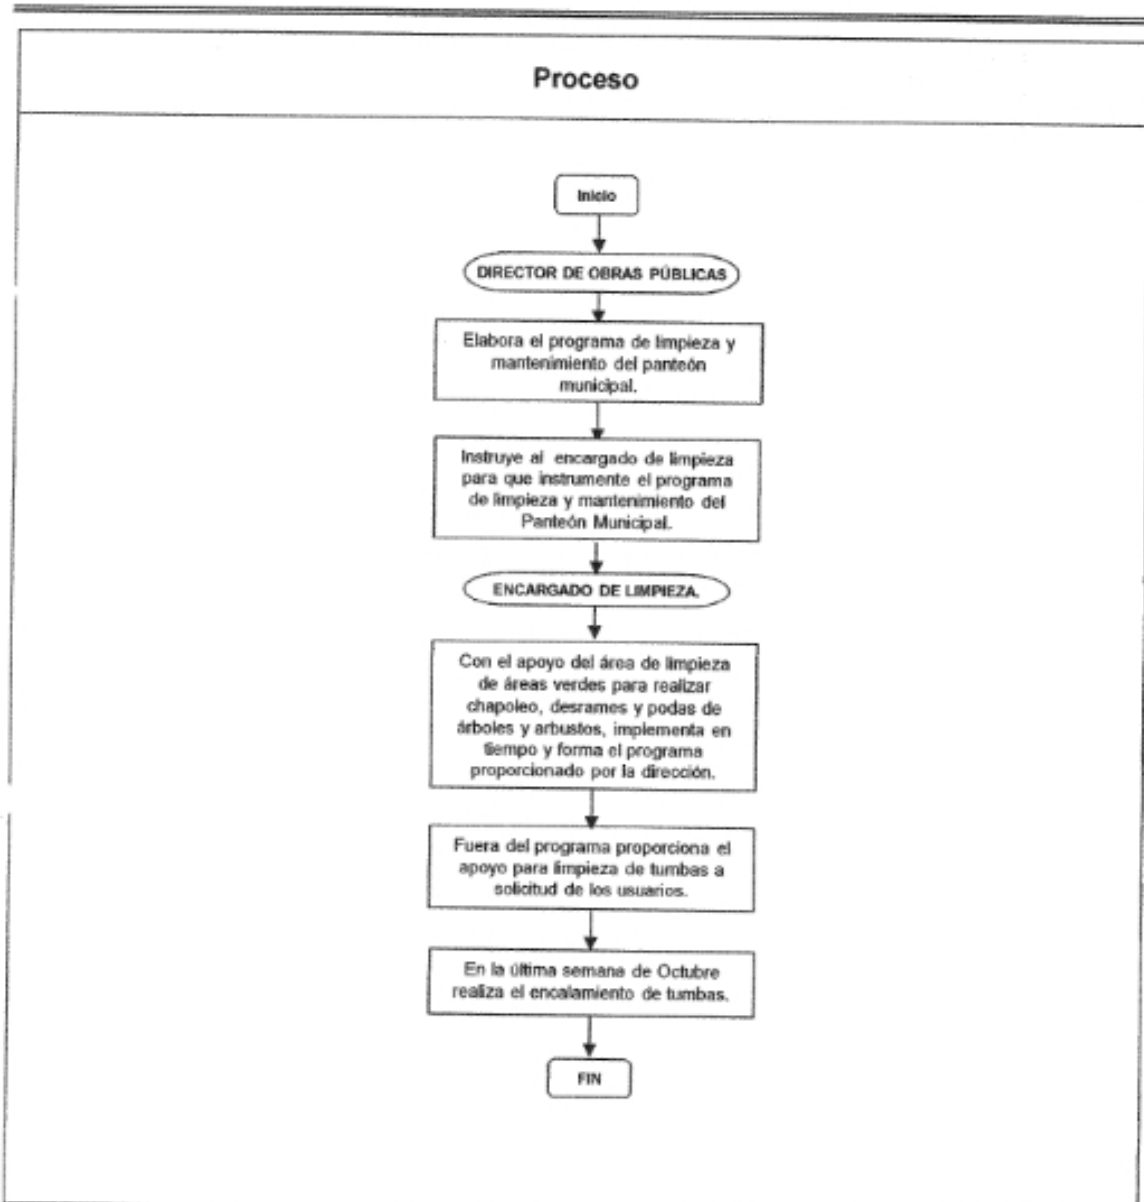 Proceso
Inicio
DIRECTOR DE OBRAS PÚBLICAS
Elabora el programa de limpieza y
mantenimiento del panteón
municipal.
Instruye al encargado de limpieza
para que instrumente el programa
de limpieza y mantenimiento del
Panteón Municipal.
ENCARGADO DE LIMPIEZA.
Con el apoyo del área de limpieza
de áreas verdes para realizar
chapoleo, desrames y podas de
árboles y arbustos, implementa en
tiempo y forma el programa
proporcionado por la dirección.
Fuera del programa proporciona el
apoyo para limpieza de tumbas a
solicitud de los usuarios.
En la última semana de Octubre
realiza el encalamiento de tumbas.
FIN